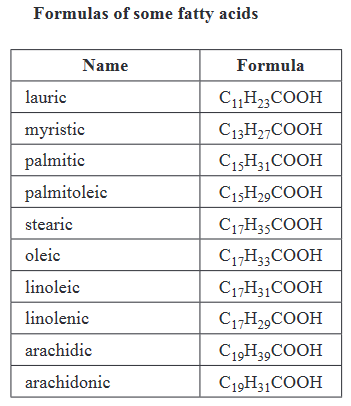 Formulas of some fatty acids
Name Formula
lauric C₁₁H₂₃COOH
myristic C₁₃H₂₇COOH
palmitic C₁₅H₃₁COOH
palmitoleic C₁₅H₂₉COOH
stearic C₁₇H₃₅COOH
oleic C₁₇H₃₃COOH
linoleic C₁₇H₃₁COOH
linolenic C₁₇H₂₉COOH
arachidic C₁₉H₃₉COOH
arachidonic C₁₉H₃₁COOH